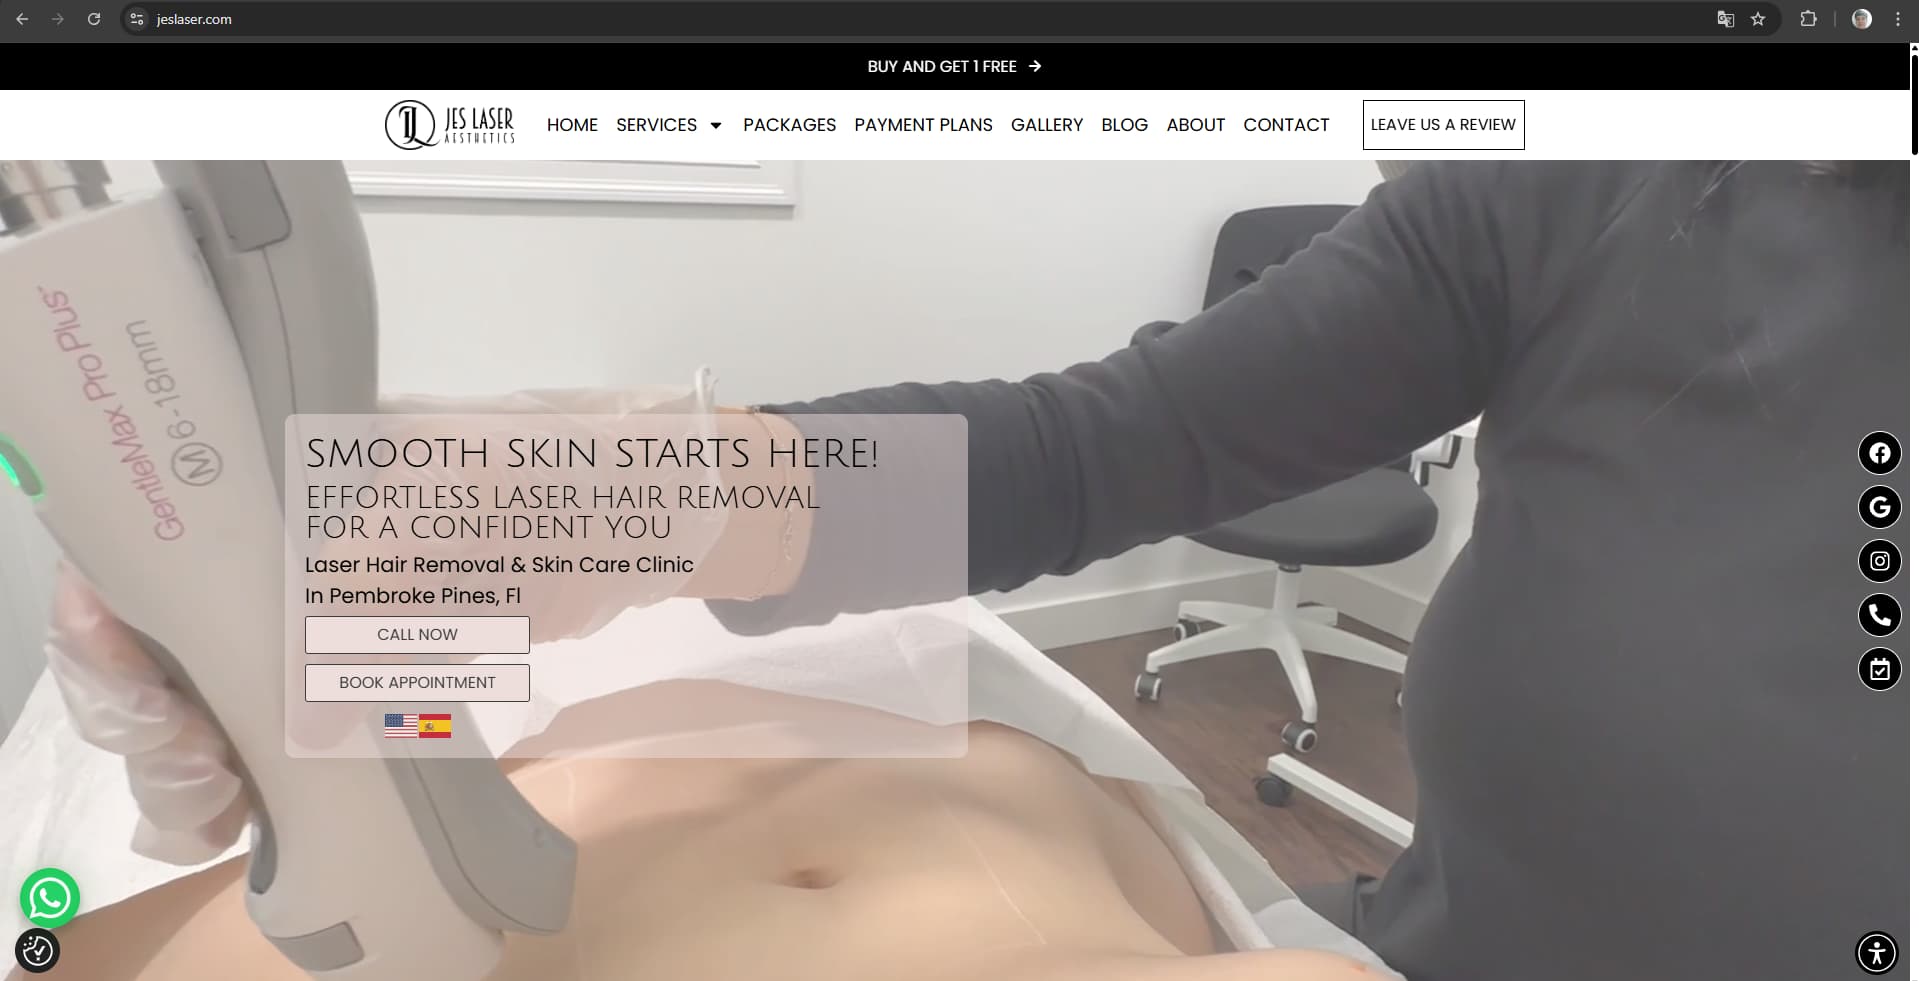 jeslaser.com
BUY AND GET 1 FREE
JES LASER
AESTHETICS
HOME
SERVICES
PACKAGES
PAYMENT PLANS
GALLERY
BLOG
ABOUT
CONTACT
LEAVE US A REVIEW
GentleMax Pro Plus™
M 6-18mm
SMOOTH SKIN STARTS HERE!
EFFORTLESS LASER HAIR REMOVAL
FOR A CONFIDENT YOU
Laser Hair Removal & Skin Care Clinic
In Pembroke Pines, Fl
CALL NOW
BOOK APPOINTMENT